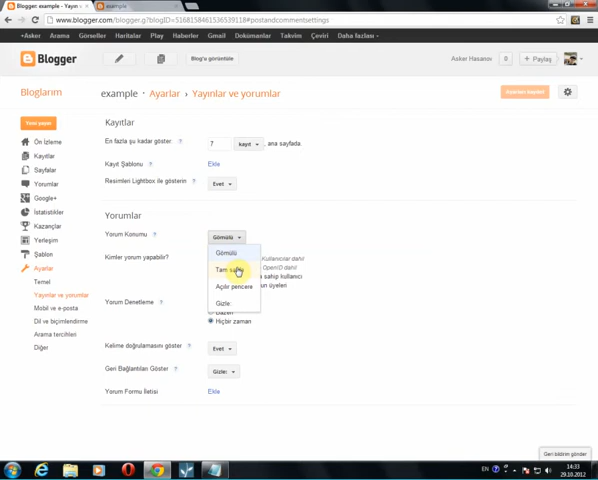 Blogger: example - Yayın v
example
www.blogger.com/blogger.g?blogID=5168158461536539118#postandcommentsettings
+Asker Arama Görseller Haritalar Play Haberler Gmail Dokümanlar Takvim Çeviri Daha fazlası
Blogger
Blog'u görüntüle
Asker Hasanov
0
+ Paylaş
Bloglarım
example · Ayarlar › Yayınlar ve yorumlar
Ayarları kaydet
Yeni yayın
Ön İzleme
Kayıtlar
Sayfalar
Yorumlar
Google+
İstatistikler
Kazançlar
Yerleşim
Şablon
Ayarlar
Temel
Yayınlar ve yorumlar
Mobil ve e-posta
Dil ve biçimlendirme
Arama tercihleri
Diğer
Kayıtlar
En fazla şu kadar göster: ? 7 kayıt , ana sayfada
Kayıt Şablonu ? Ekle
Resimleri Lightbox ile gösterin ? Evet
Yorumlar
Yorum Konumu ? Gömülü
Gömülü
Tam
Açılır pencere
Gizle:
Kimler yorum yapabilir? Kullanıcılar dahil
OpenID dahil
a sahip kullanıcılar
un üyeleri
Yorum Denetleme ?
Hiçbir zaman
Kelime doğrulamasını göster ? Evet
Geri Bağlantıları Göster ? Gizle:
Yorum Formu İletisi ? Ekle
Geri bildirim gönder
EN
14:33
29.10.2012